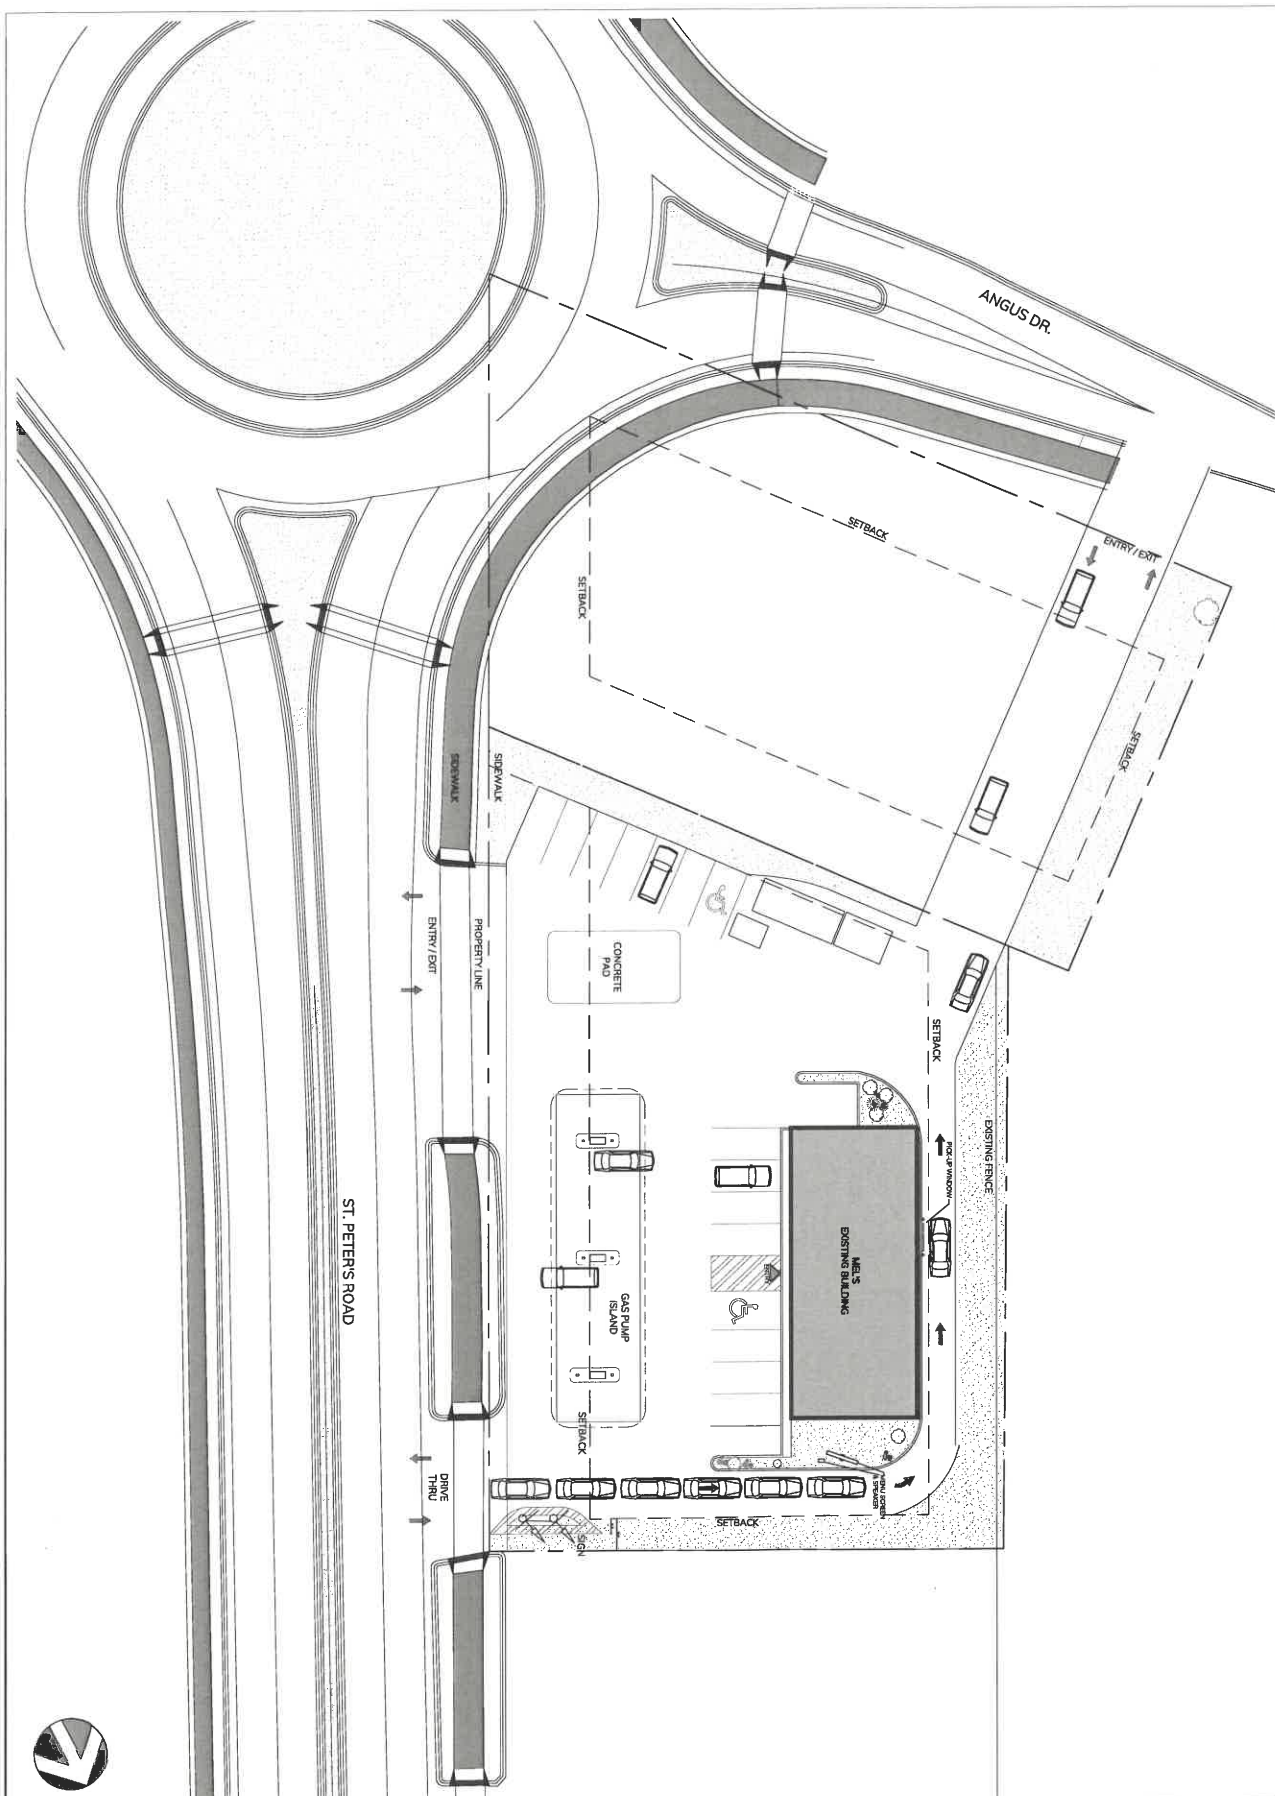 ANGUS DR.
SETBACK
ENTRY / EXIT
SETBACK
SETBACK
SIDEWALK
SIDEWALK
ENTRY / EXIT
PROPERTY LINE
CONCRETE
PAD
SETBACK
EXISTING FENCE
PICK-UP WINDOW
ST. PETER'S ROAD
MEL'S
EXISTING BUILDING
ENTRY
GAS PUMP
ISLAND
SETBACK
DRIVE
THRU
MENU SCREEN
& SPEAKER
SETBACK
SIGN